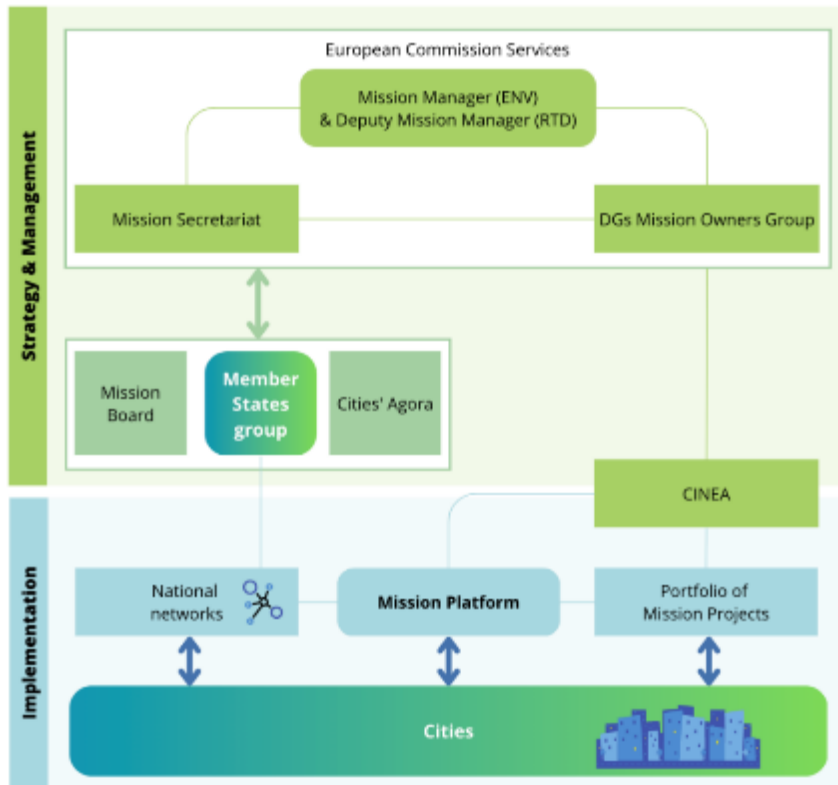 Strategy & Management
European Commission Services
Mission Manager (ENV)
& Deputy Mission Manager (RTD)
Mission Secretariat
DGs Mission Owners Group
Mission
Board
Member
States
group
Cities' Agora
CINEA
Implementation
National
networks
Mission Platform
Portfolio of
Mission Projects
Cities